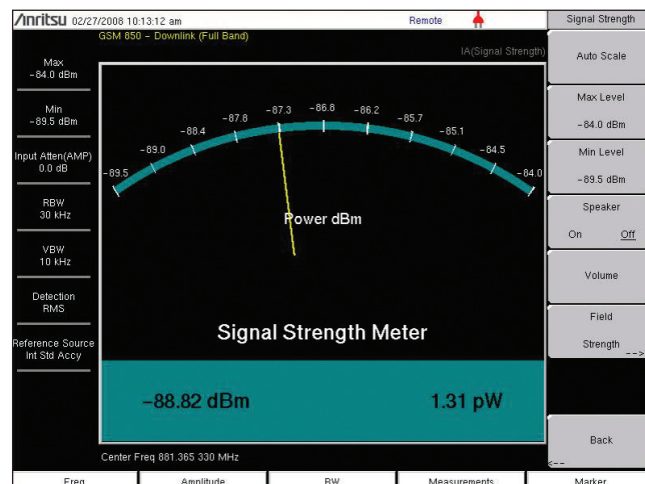 Anritsu 02/27/2008 10:13:12 am
Remote
Signal Strength
GSM 850 – Downlink (Full Band)
IA(Signal Strength)
Max
-84.0 dBm
Min
-89.5 dBm
Input Atten(AMP)
0.0 dB
RBW
30 kHz
VBW
10 kHz
Detection
RMS
Reference Source
Int Std Accy
-89.5
-89.0
-88.4
-87.8
-87.3
-86.8
-86.2
-85.7
-85.1
-84.5
-84.0
Power dBm
Signal Strength Meter
-88.82 dBm
1.31 pW
Center Freq 881.365 330 MHz
Auto Scale
Max Level
-84.0 dBm
Min Level
-89.5 dBm
Speaker
On Off
Volume
Field
Strength
-->
Back
<--
Freq
Amplitude
BW
Measurements
Marker